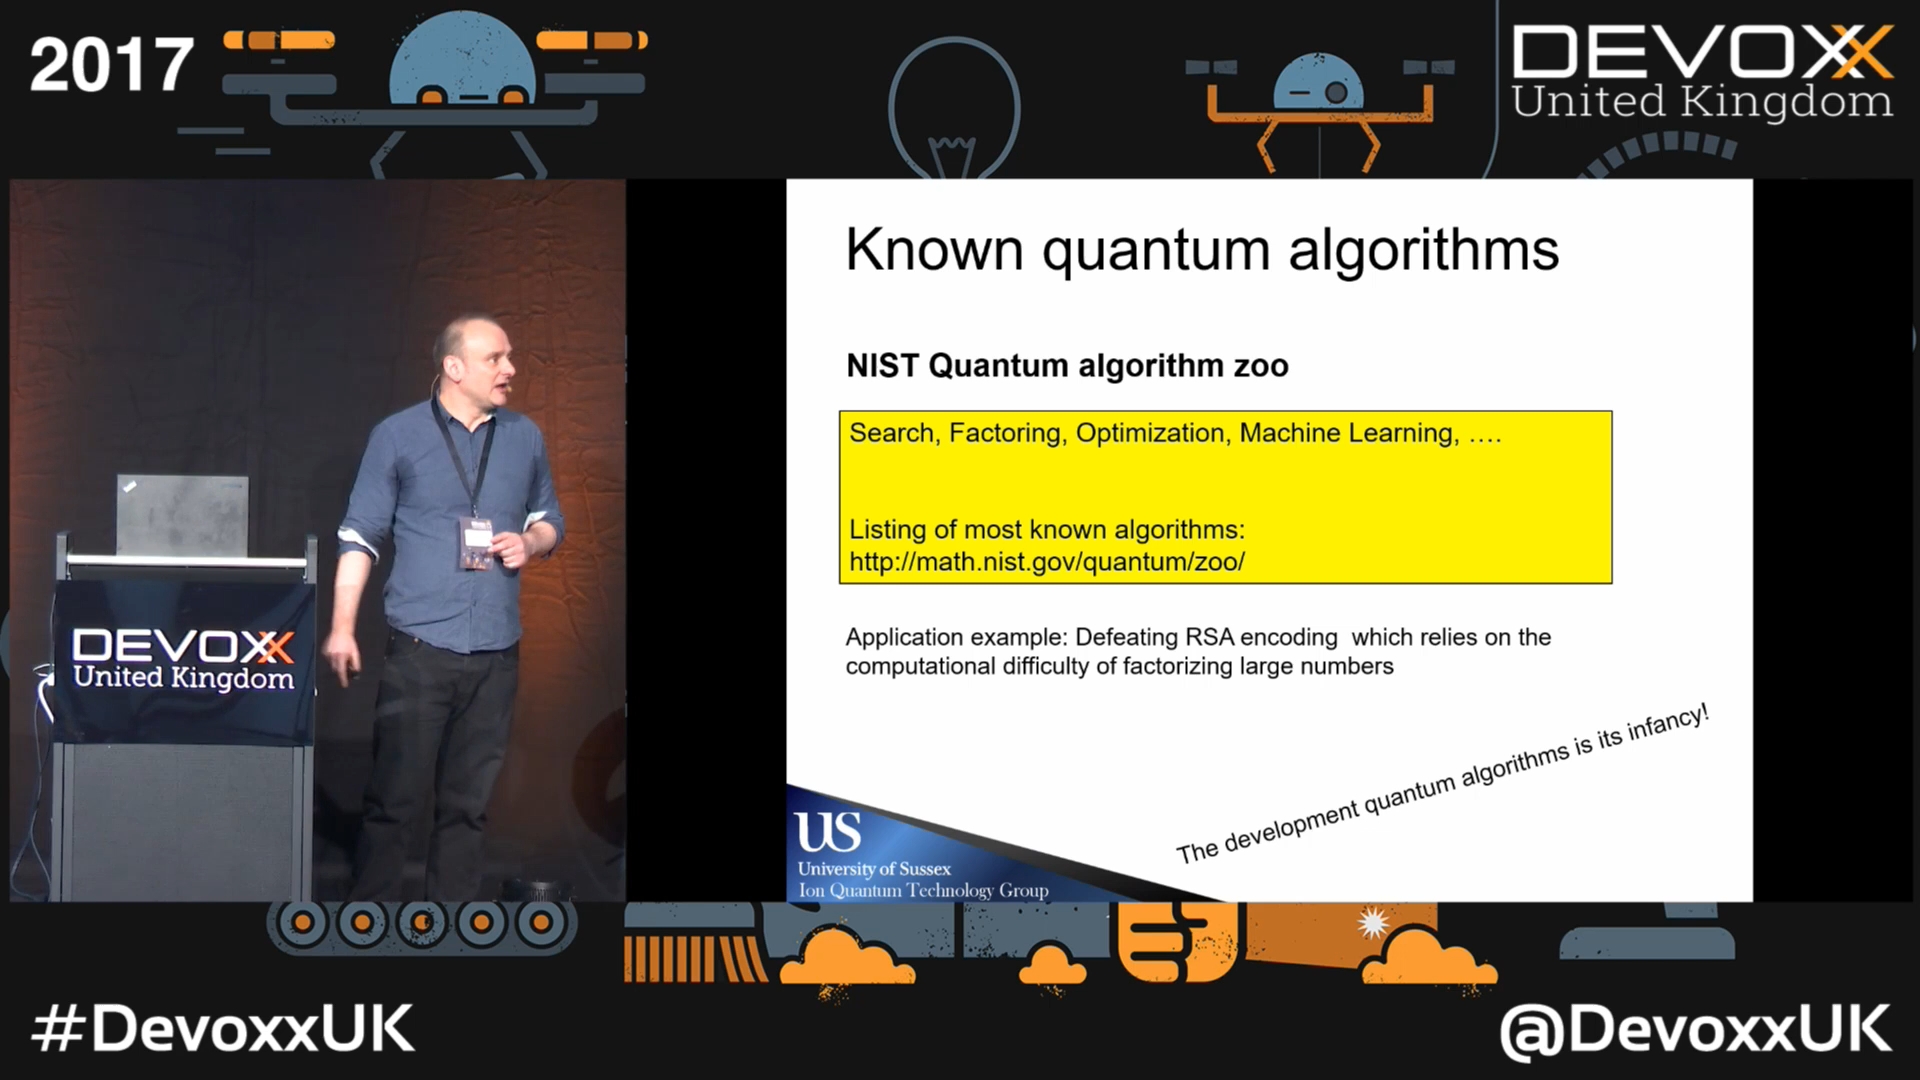 2017
DEVOXX
United Kingdom
Known quantum algorithms
NIST Quantum algorithm zoo
Search, Factoring, Optimization, Machine Learning, ....
Listing of most known algorithms:
http://math.nist.gov/quantum/zoo/
Application example: Defeating RSA encoding  which relies on the
computational difficulty of factorizing large numbers
The development quantum algorithms is its infancy!
US
University of Sussex
Ion Quantum Technology Group
DEVOXX
United Kingdom
#DevoxxUK
@DevoxxUK